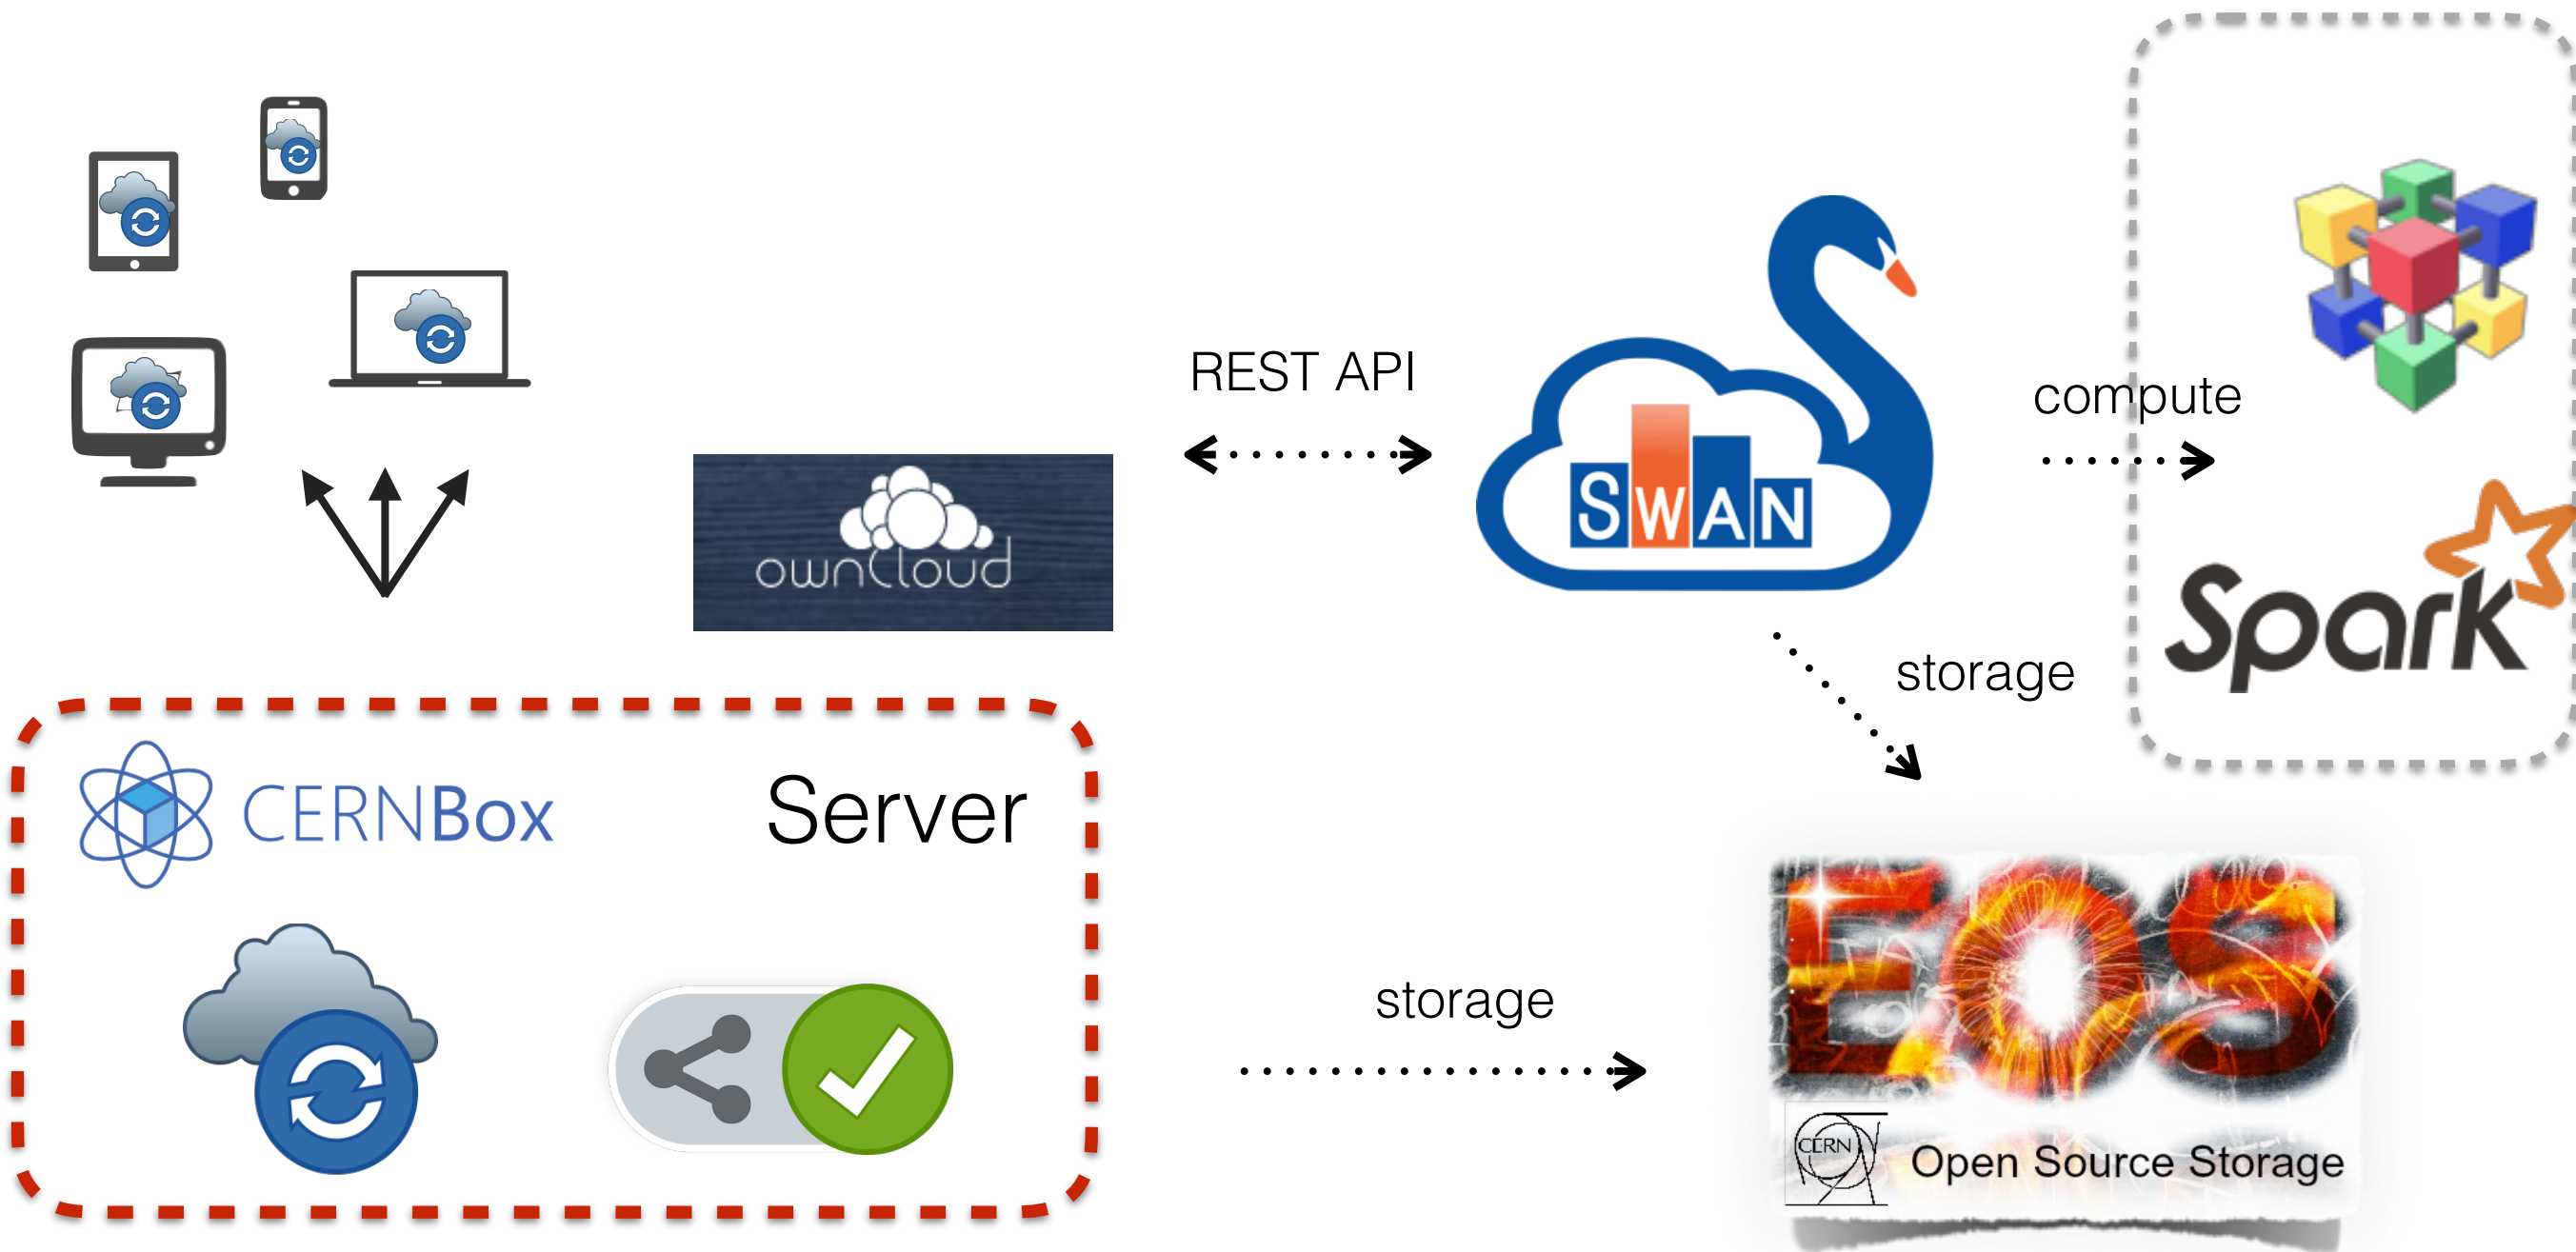 REST API
compute
SWAN
ownCloud
Spark
storage
CERNBox
Server
storage
EOS
CERN
Open Source Storage